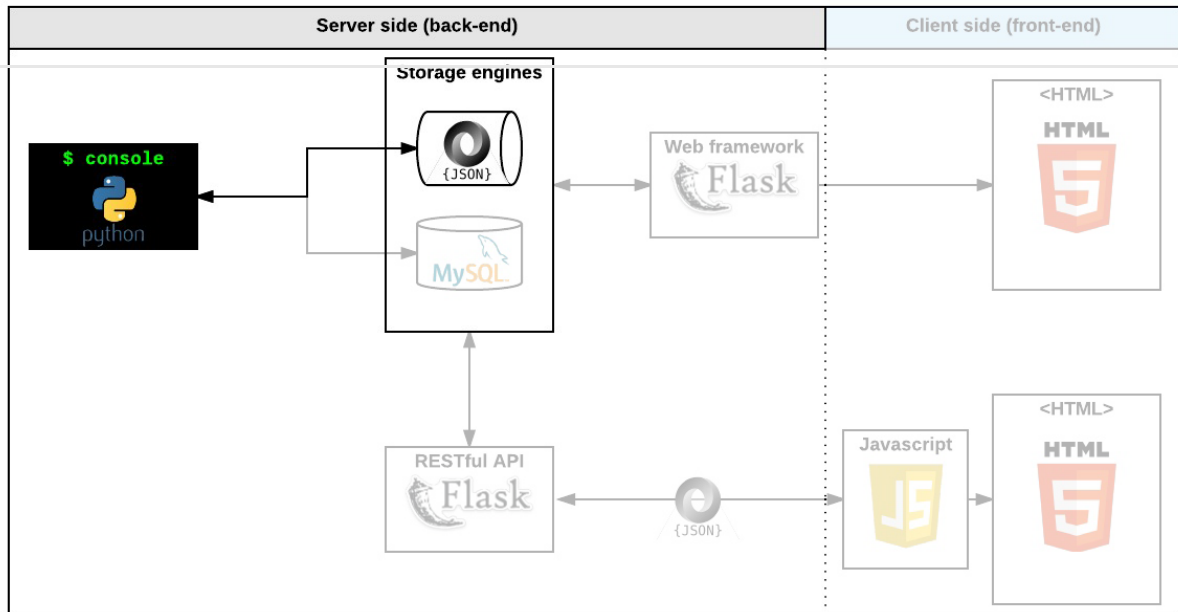 Server side (back-end)
Client side (front-end)
Storage engines
<HTML>
HTML
5
$ console
python
{JSON}
Web framework
Flask
MySQL
RESTful API
Flask
{JSON}
Javascript
JS
<HTML>
HTML
5